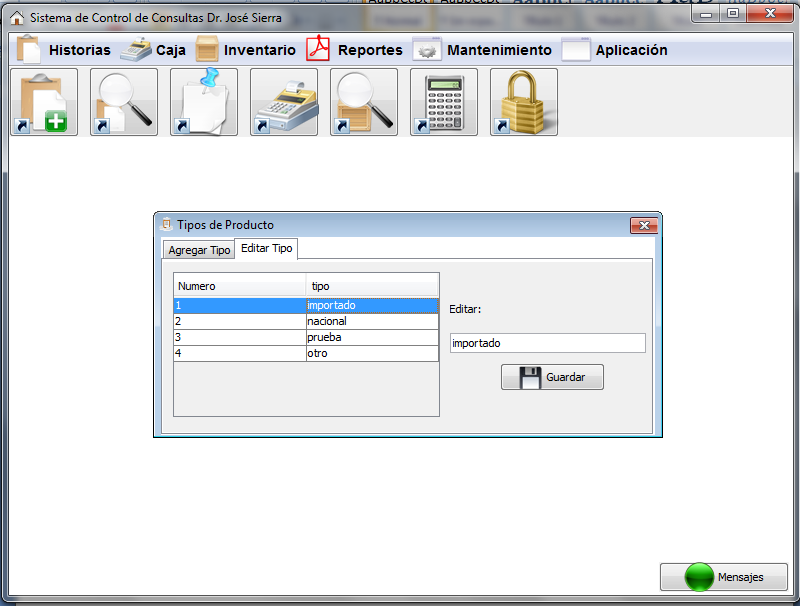 Sistema de Control de Consultas Dr. José Sierra
Historias Caja Inventario Reportes Mantenimiento Aplicación
Tipos de Producto
Agregar Tipo Editar Tipo
Numero tipo
1 importado
2 nacional
3 prueba
4 otro
Editar:
importado
Guardar
Mensajes